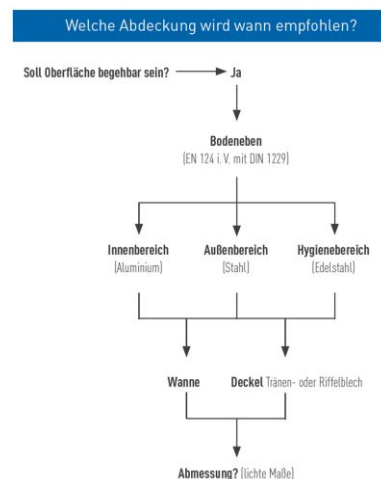 Welche Abdeckung wird wann empfohlen?
Soll Oberfläche begehbar sein? Ja
Bodeneben
(EN 124 i. V. mit DIN 1229)
Innenbereich Außenbereich Hygienebereich
(Aluminium) (Stahl) (Edelstahl)
Wanne Deckel Tränen- oder Riffelblech
Abmessung? (lichte Maße)